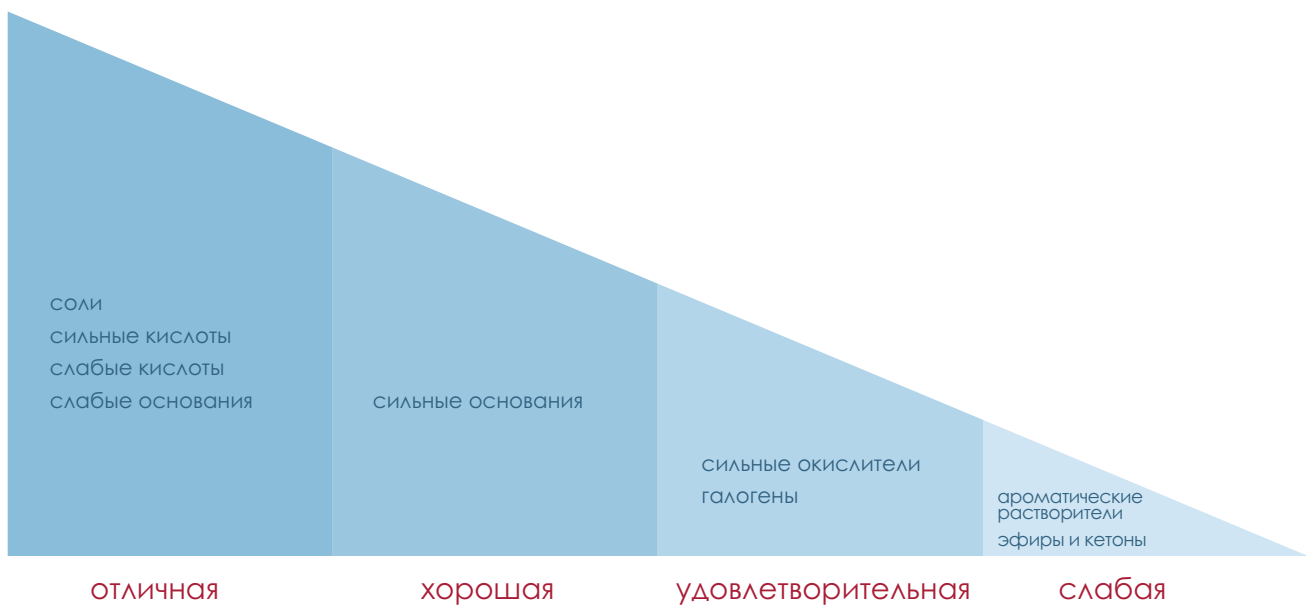 соли
сильные кислоты
слабые кислоты
слабые основания
сильные основания
сильные окислители
галогены
ароматические
растворители
эфиры и кетоны
отличная
хорошая
удовлетворительная
слабая